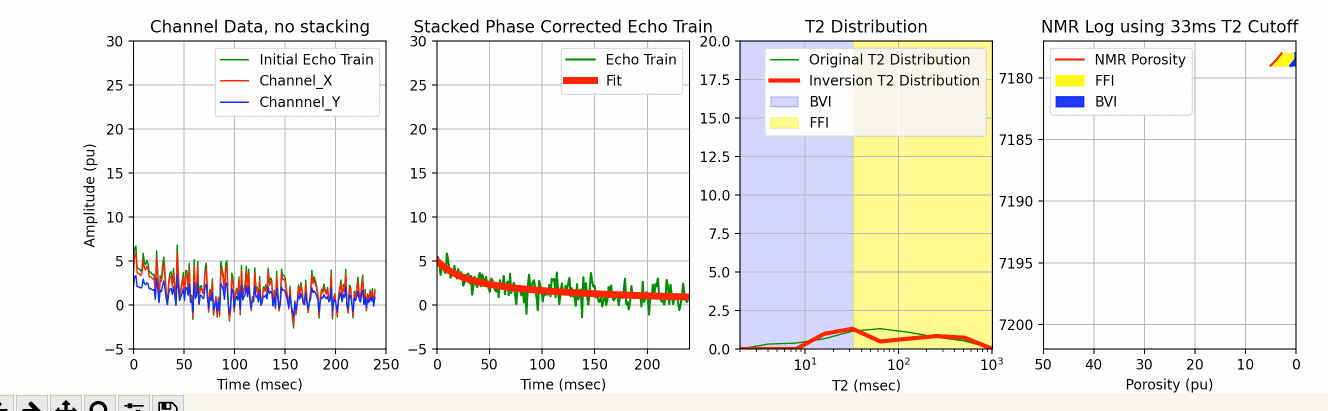 Channel Data, no stacking
30
25
20
15
10
5
0
−5
Amplitude (pu)
Initial Echo Train
Channel_X
Channnel_Y
0
50
100
150
200
250
Time (msec)
Stacked Phase Corrected Echo Train
30
25
20
15
10
5
0
−5
Echo Train
Fit
0
50
100
150
200
Time (msec)
T2 Distribution
20.0
17.5
15.0
12.5
10.0
7.5
5.0
2.5
0.0
Original T2 Distribution
Inversion T2 Distribution
BVI
FFI
10¹
10²
10³
T2 (msec)
NMR Log using 33ms T2 Cutoff
7180
7185
7190
7195
7200
NMR Porosity
FFI
BVI
50
40
30
20
10
0
Porosity (pu)